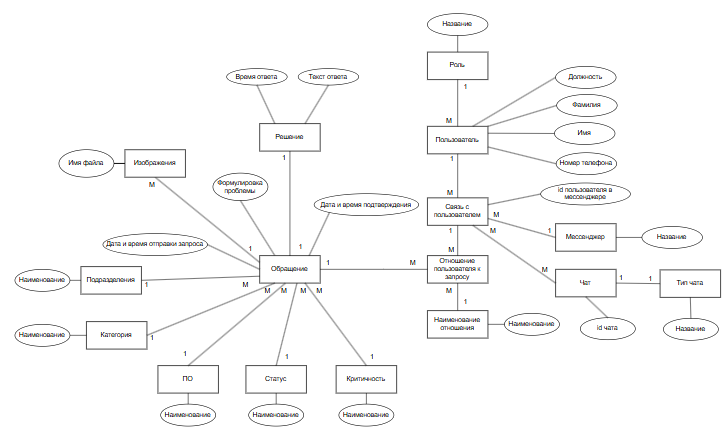 Название
Роль
1
Время ответа
Текст ответа
Должность
Фамилия
М
Решение
Пользователь
Имя
1
1
Имя файла
Изображения
Номер телефона
М
Формулировка
проблемы
М
id пользователя в
мессенджере
Дата и время подтверждения
Связь с
пользователем
М
1
М
1
Мессенджер
Название
Дата и время отправки запроса
1
1
М
Обращение
1
М
Отношение
пользователя к
запросу
М
Наименование
Подразделения
1
М
М
М
М
М
Чат
1
1
Тип чата
1
Наименование
Категория
1
Наименование
отношения
Наименование
id чата
Название
1
1
1
ПО
Статус
Критичность
Наименование
Наименование
Наименование